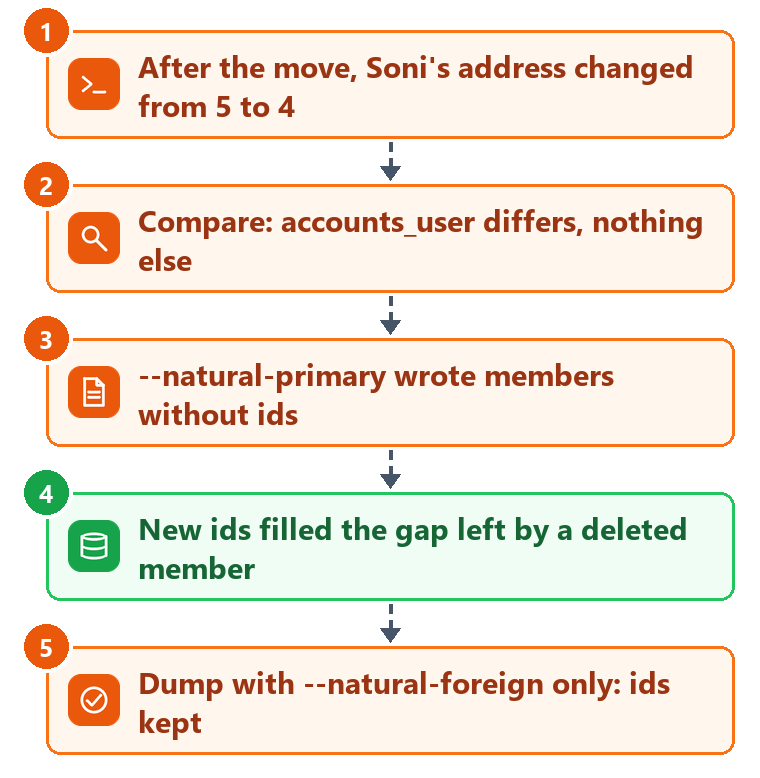 1
After the move, Soni's address changed
from 5 to 4
2
Compare: accounts_user differs, nothing
else
3
--natural-primary wrote members
without ids
4
New ids filled the gap left by a deleted
member
5
Dump with --natural-foreign only: ids
kept